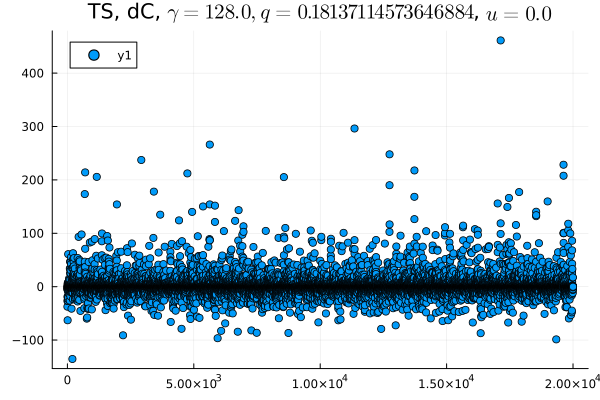 TS, dC, γ = 128.0, q = 0.18137114573646884, u = 0.0
y1
400
300
200
100
0
−100
0 5.00×10³ 1.00×10⁴ 1.50×10⁴ 2.00×10⁴